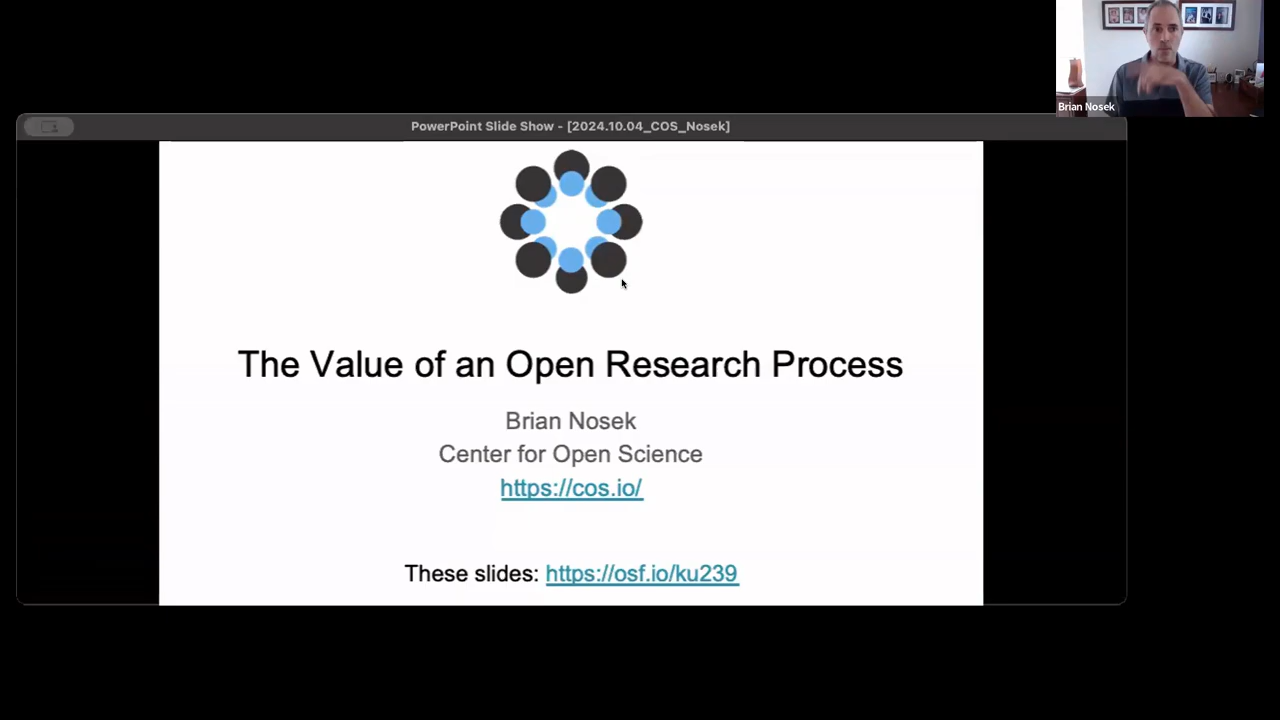 Brian Nosek
PowerPoint Slide Show - [2024.10.04_COS_Nosek]
The Value of an Open Research Process
Brian Nosek
Center for Open Science
https://cos.io/
These slides: https://osf.io/ku239